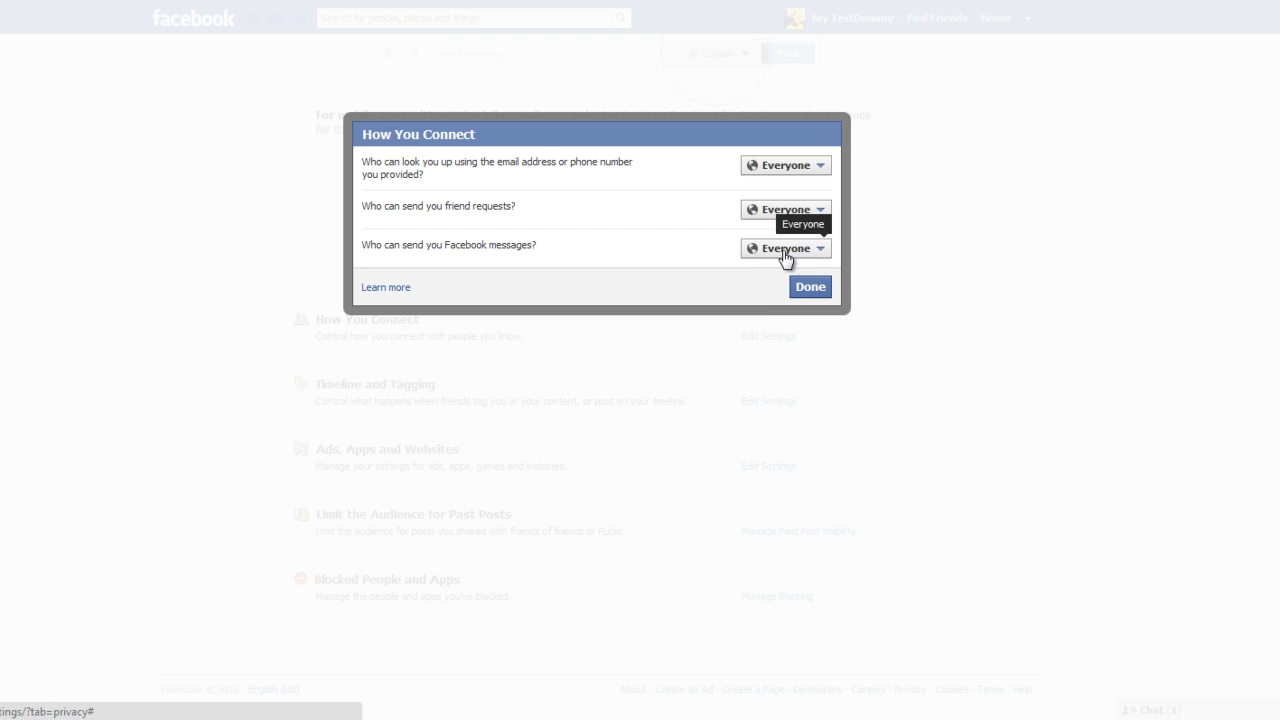 facebook
Search for people, places and things
Jay TestDummy
Find Friends
Home
Custom
How You Connect
Who can look you up using the email address or phone number
you provided?
Everyone
Who can send you friend requests?
Everyone
Everyone
Who can send you Facebook messages?
Everyone
Learn more
Done
How You Connect
Control how you connect with people you know.
Edit Settings
Timeline and Tagging
Control what happens when friends tag you or your content, or post on your timeline.
Edit Settings
Ads, Apps and Websites
Manage your settings for ads, apps, games and websites.
Edit Settings
Limit the Audience for Past Posts
Limit the audience for posts you shared with friends of friends or Public
Manage Past Post Visibility
Blocked People and Apps
Manage the people and apps you've blocked.
Manage Blocking
Facebook © 2012 · English (US)
About · Create an Ad · Create a Page · Developers · Careers · Privacy · Cookies · Terms · Help
Chat (1)
tings/?tab=privacy#